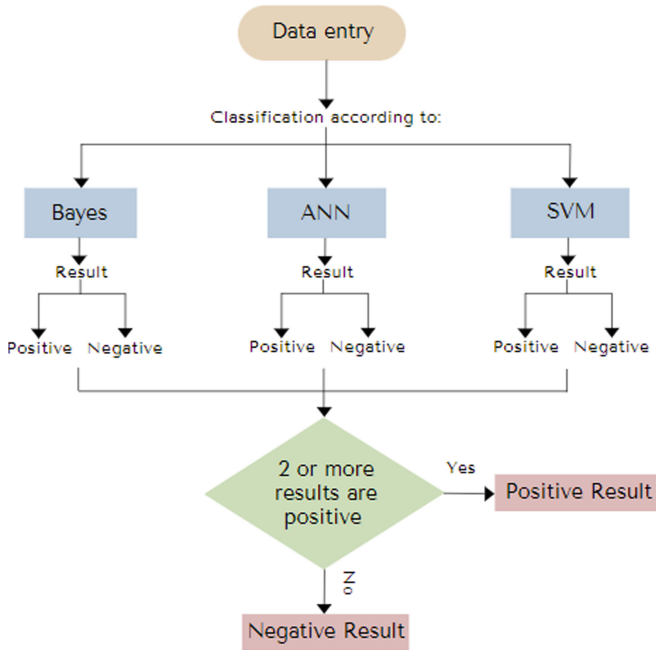 Data entry
Classification according to:
Bayes
ANN
SVM
Result
Result
Result
Positive
Negative
Positive
Negative
Positive
Negative
2 or more
results are
positive
Yes
Positive Result
No
Negative Result